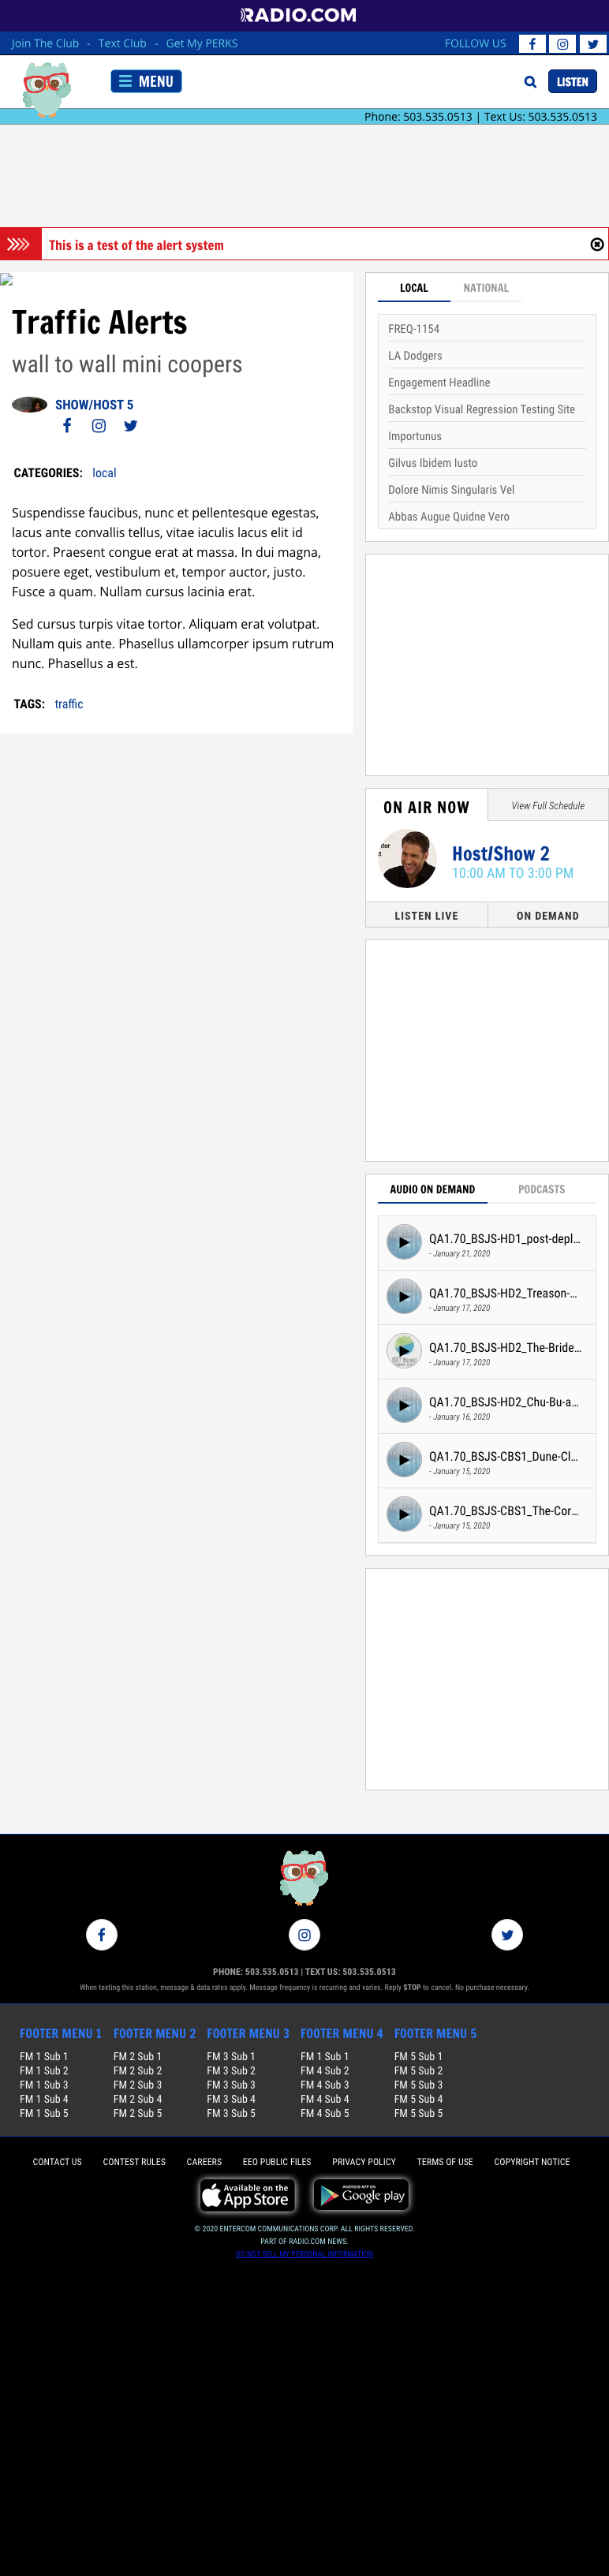 RADIO.COM
Join The Club - Text Club - Get My PERKS FOLLOW US
MENU LISTEN
Phone: 503.535.0513 | Text Us: 503.535.0513
This is a test of the alert system
Traffic Alerts
wall to wall mini coopers
SHOW/HOST 5
CATEGORIES: local
Suspendisse faucibus, nunc et pellentesque egestas,
lacus ante convallis tellus, vitae iaculis lacus elit id
tortor. Praesent congue erat at massa. In dui magna,
posuere eget, vestibulum et, tempor auctor, justo.
Fusce a quam. Nullam cursus lacinia erat.
Sed cursus turpis vitae tortor. Aliquam erat volutpat.
Nullam quis ante. Phasellus ullamcorper ipsum rutrum
nunc. Phasellus a est.
TAGS: traffic
LOCAL NATIONAL
FREQ-1154
LA Dodgers
Engagement Headline
Backstop Visual Regression Testing Site
Importunus
Gilvus Ibidem Iusto
Dolore Nimis Singularis Vel
Abbas Augue Quidne Vero
ON AIR NOW View Full Schedule
Host/Show 2
10:00 AM TO 3:00 PM
LISTEN LIVE ON DEMAND
AUDIO ON DEMAND PODCASTS
QA1.70_BSJS-HD1_post-depl...
- January 21, 2020
QA1.70_BSJS-HD2_Treason-...
- January 17, 2020
QA1.70_BSJS-HD2_The-Bride...
- January 17, 2020
QA1.70_BSJS-HD2_Chu-Bu-a...
- January 16, 2020
QA1.70_BSJS-CBS1_Dune-Cl...
- January 15, 2020
QA1.70_BSJS-CBS1_The-Cor...
- January 15, 2020
PHONE: 503.535.0513 | TEXT US: 503.535.0513
When texting this station, message & data rates apply. Message frequency is recurring and varies. Reply STOP to cancel. No purchase necessary.
FOOTER MENU 1 FOOTER MENU 2 FOOTER MENU 3 FOOTER MENU 4 FOOTER MENU 5
FM 1 Sub 1 FM 2 Sub 1 FM 3 Sub 1 FM 1 Sub 1 FM 5 Sub 1
FM 1 Sub 2 FM 2 Sub 2 FM 3 Sub 2 FM 4 Sub 2 FM 5 Sub 2
FM 1 Sub 3 FM 2 Sub 3 FM 3 Sub 3 FM 4 Sub 3 FM 5 Sub 3
FM 1 Sub 4 FM 2 Sub 4 FM 3 Sub 4 FM 4 Sub 4 FM 5 Sub 4
FM 1 Sub 5 FM 2 Sub 5 FM 3 Sub 5 FM 4 Sub 5 FM 5 Sub 5
CONTACT US CONTEST RULES CAREERS EEO PUBLIC FILES PRIVACY POLICY TERMS OF USE COPYRIGHT NOTICE
Available on the App Store ANDROID APP ON Google play
© 2020 ENTERCOM COMMUNICATIONS CORP. ALL RIGHTS RESERVED.
PART OF RADIO.COM NEWS.
DO NOT SELL MY PERSONAL INFORMATION